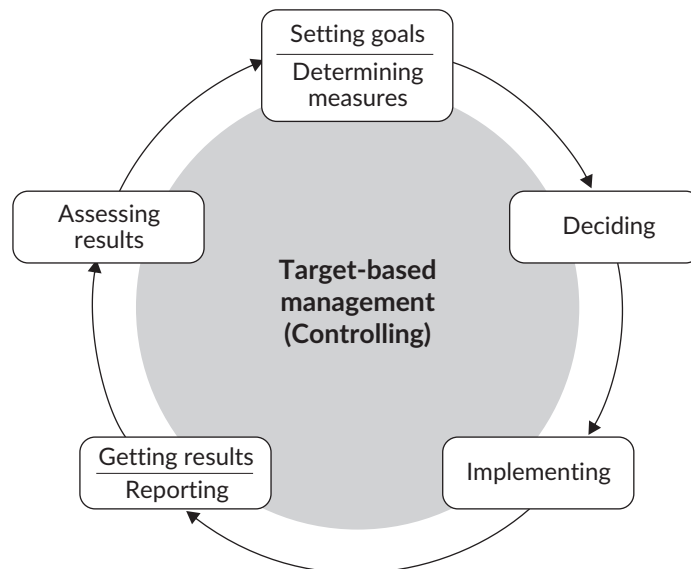 Setting goals
Determining
measures
Deciding
Implementing
Getting results
Reporting
Assessing
results
Target-based
management
(Controlling)